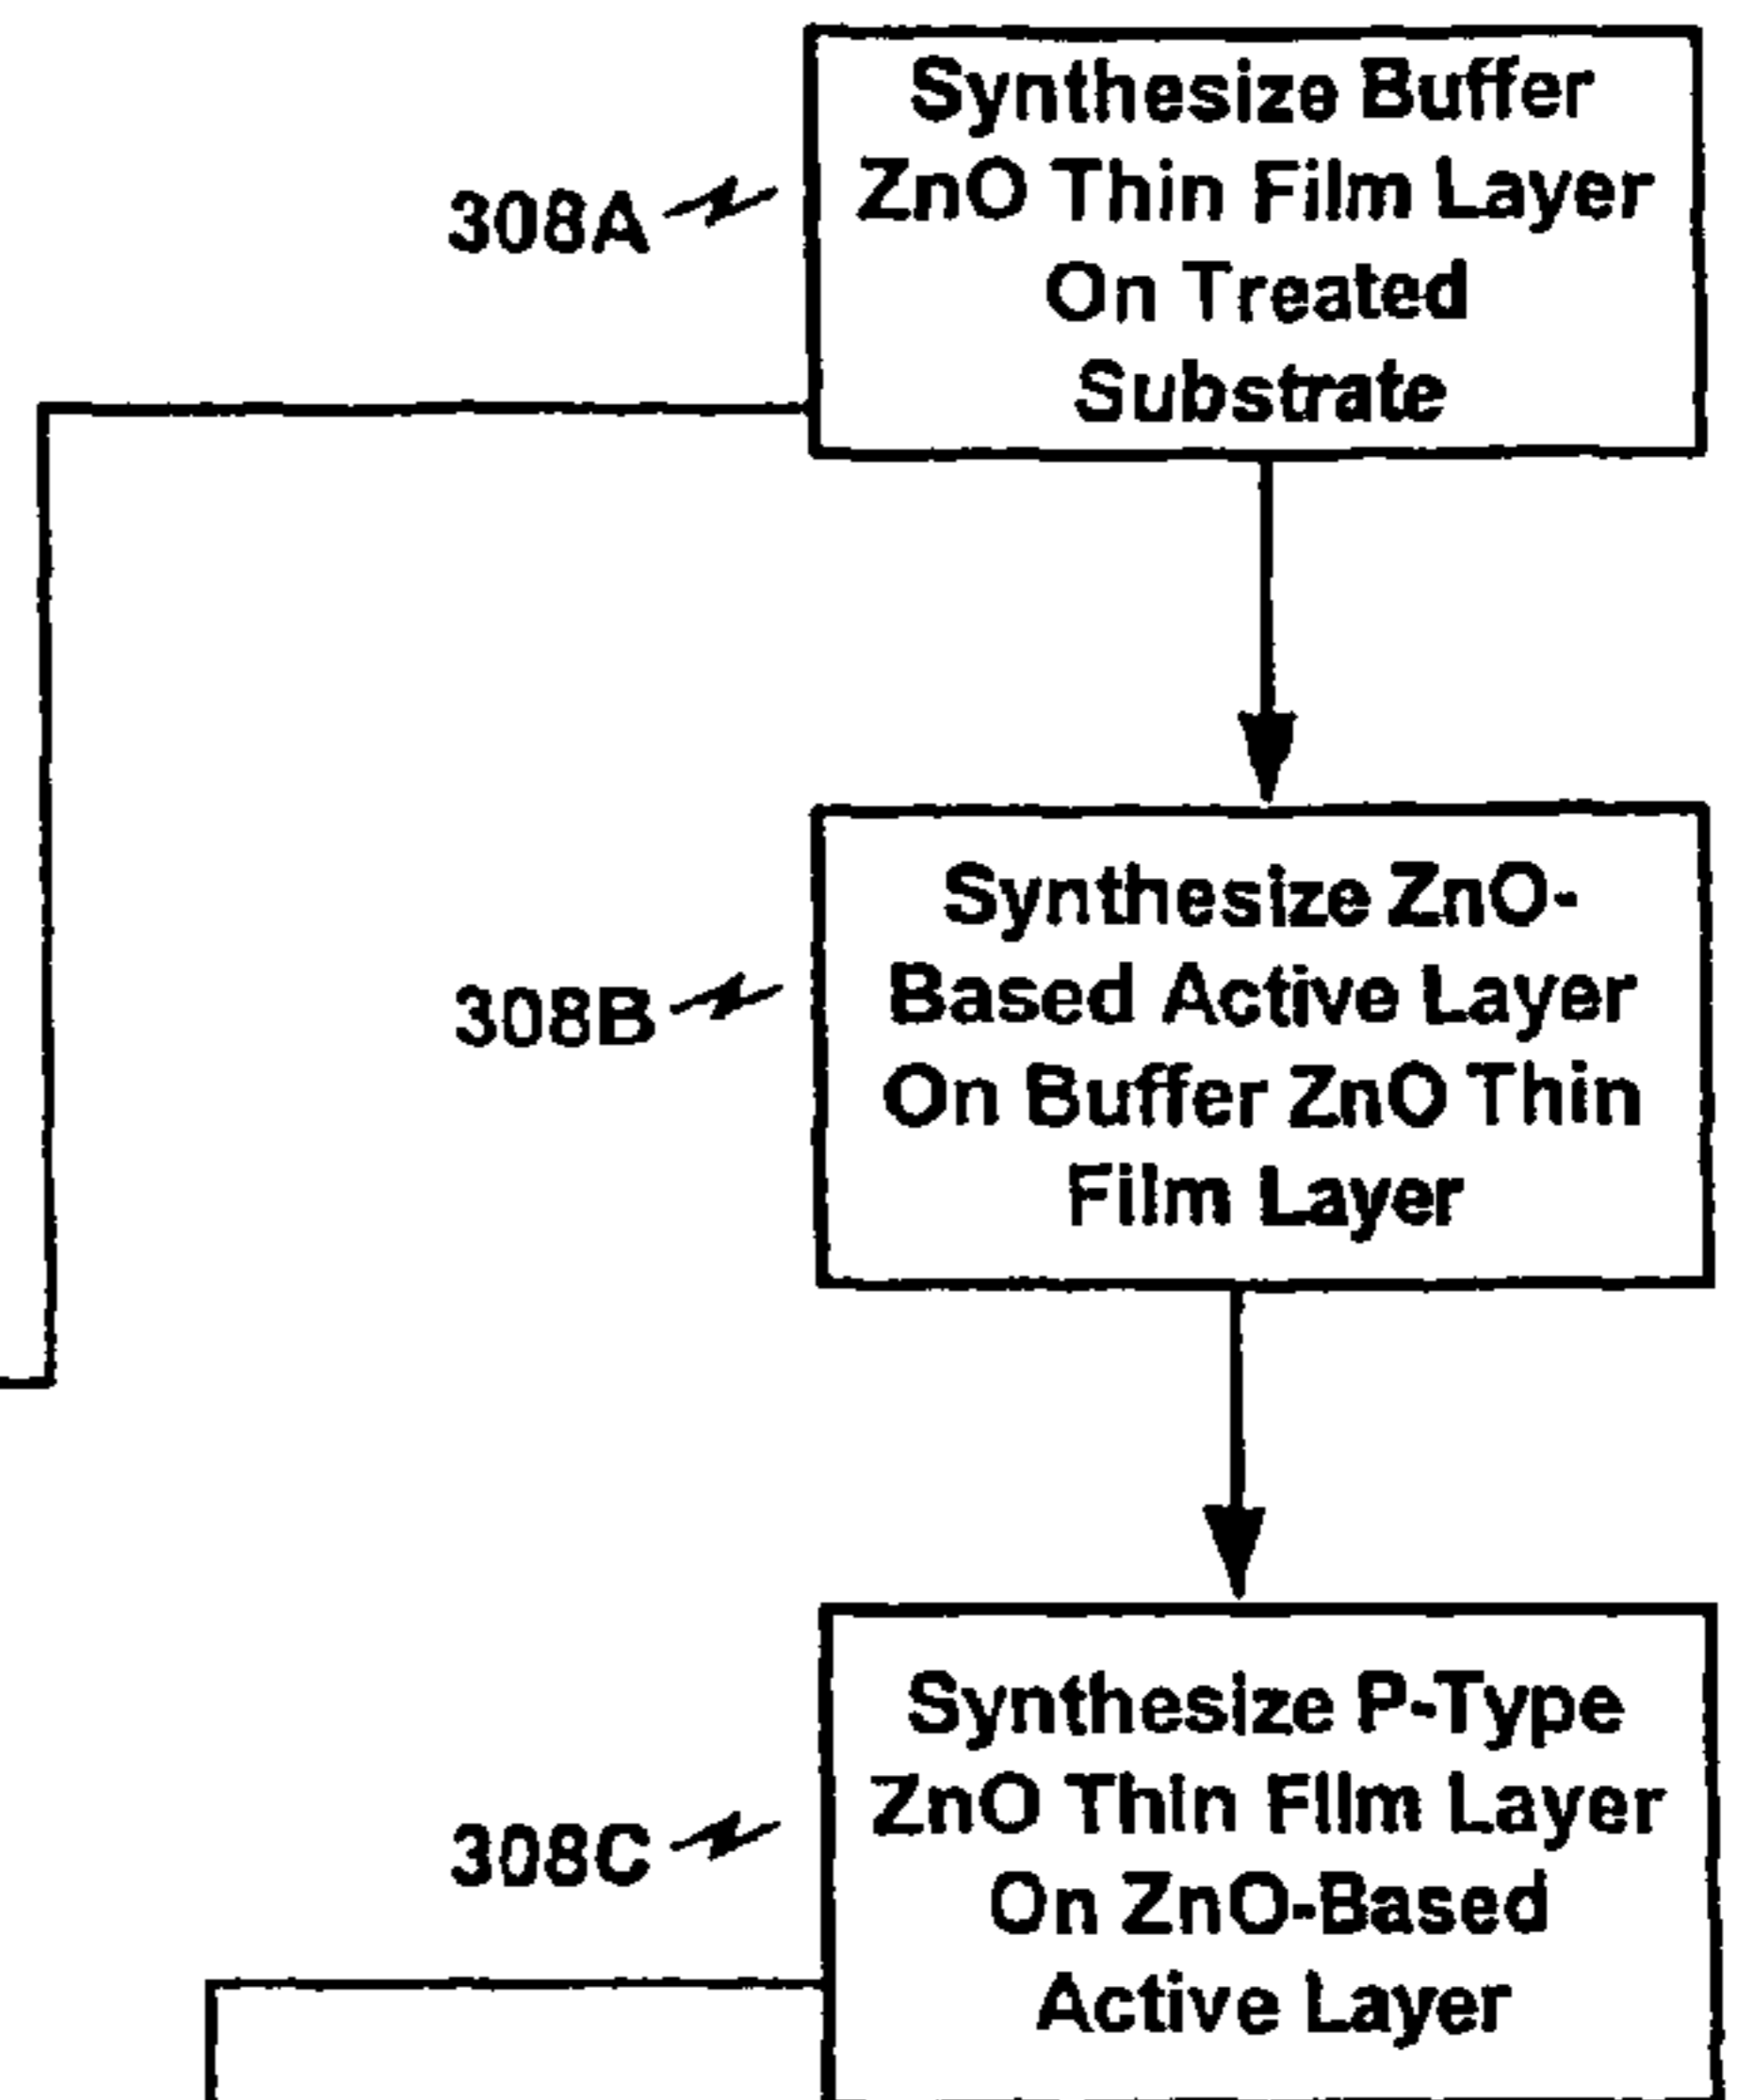 Synthesize Buffer
ZnO Thin Film Layer
On Treated
Substrate
308A
Synthesize ZnO-
Based Active Layer
On Buffer ZnO Thin
Film Layer
308B
Synthesize P-Type
ZnO Thin Film Layer
On ZnO-Based
Active Layer
308C